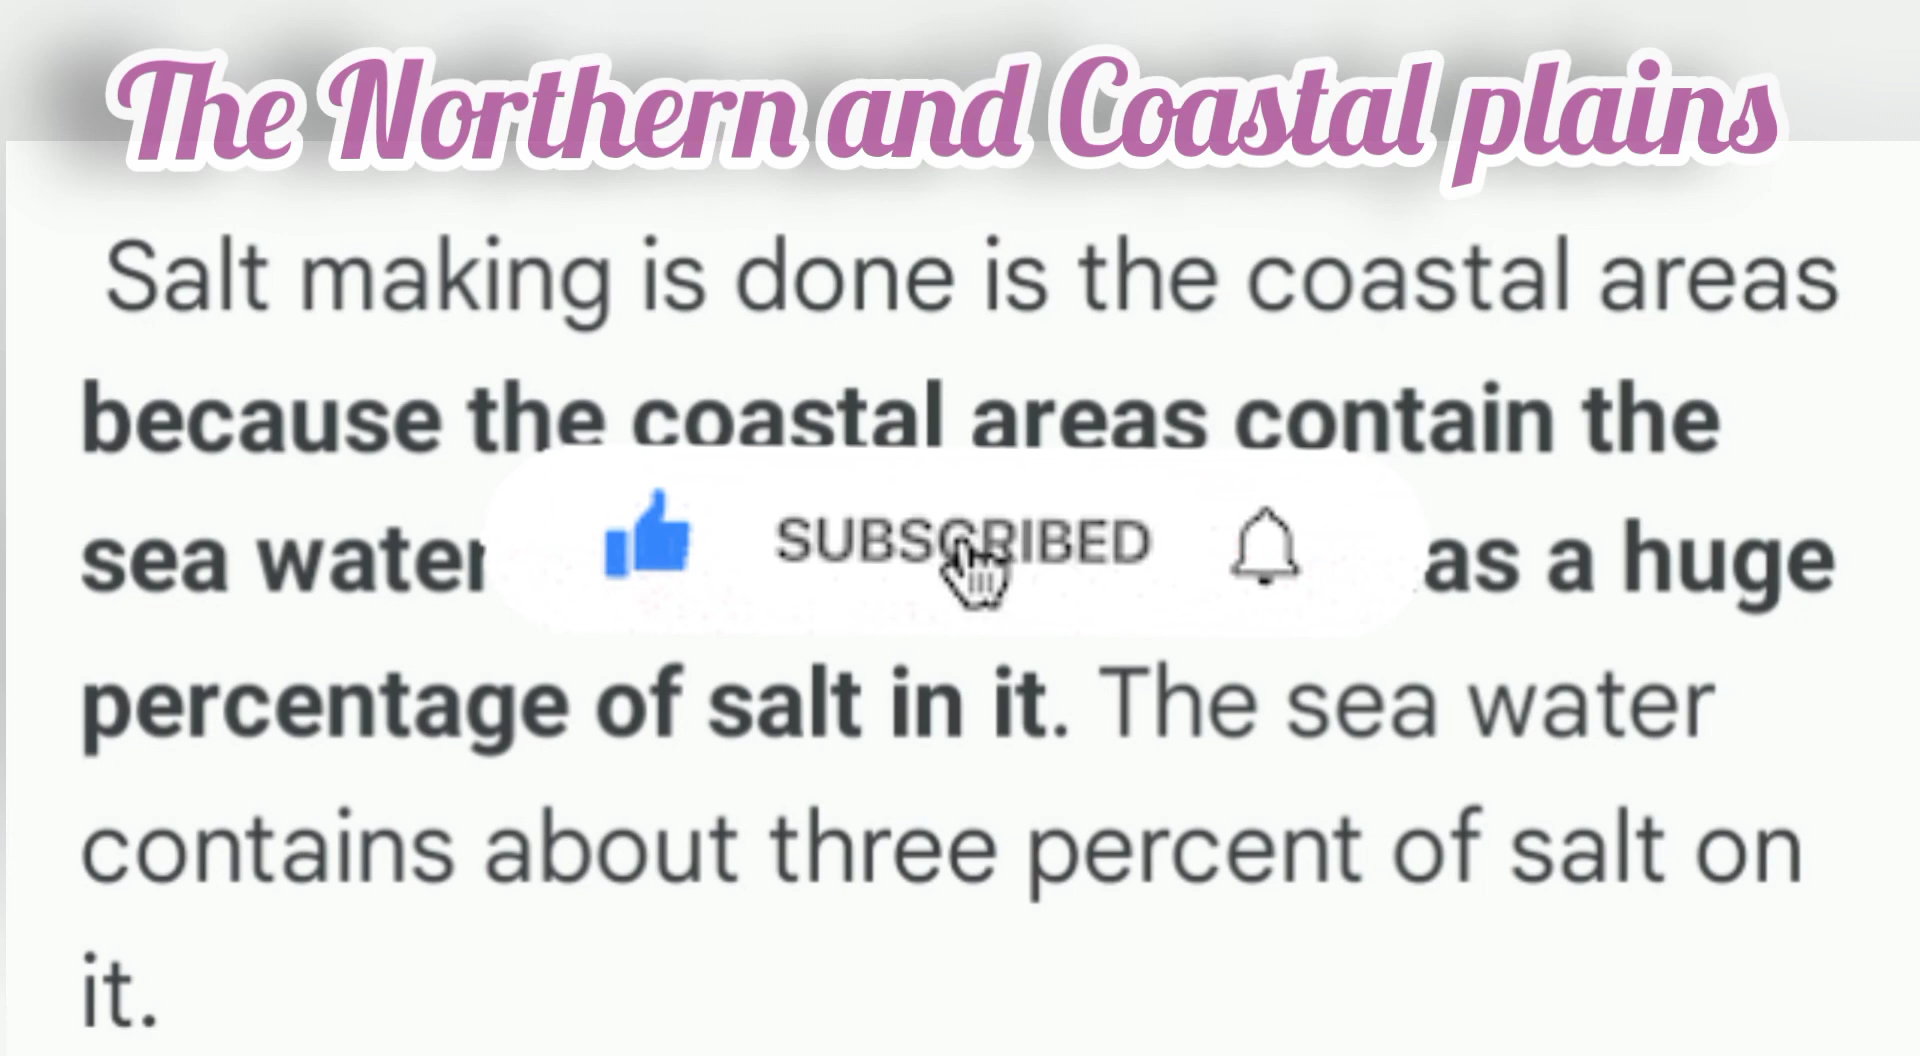 The Northern and Coastal plains
Salt making is done is the coastal areas
because the coastal areas contain the
sea water SUBSCRIBED as a huge
percentage of salt in it. The sea water
contains about three percent of salt on
it.